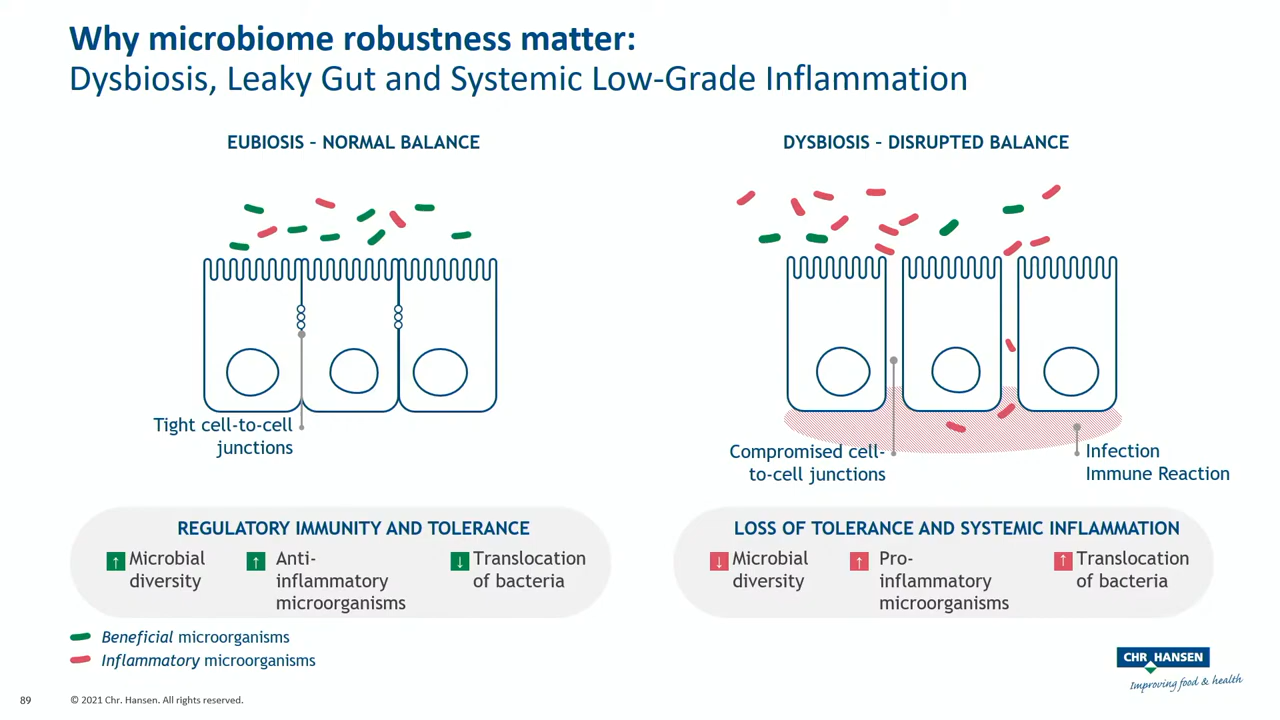 Why microbiome robustness matter:
Dysbiosis, Leaky Gut and Systemic Low-Grade Inflammation
EUBIOSIS – NORMAL BALANCE
Tight cell-to-cell
junctions
REGULATORY IMMUNITY AND TOLERANCE
↑ Microbial
diversity
↑ Anti-
inflammatory
microorganisms
↓ Translocation
of bacteria
DYSBIOSIS – DISRUPTED BALANCE
Compromised cell-
to-cell junctions
Infection
Immune Reaction
LOSS OF TOLERANCE AND SYSTEMIC INFLAMMATION
↓ Microbial
diversity
↑ Pro-
inflammatory
microorganisms
↑ Translocation
of bacteria
Beneficial microorganisms
Inflammatory microorganisms
CHR HANSEN
Improving food & health
89
© 2021 Chr. Hansen. All rights reserved.